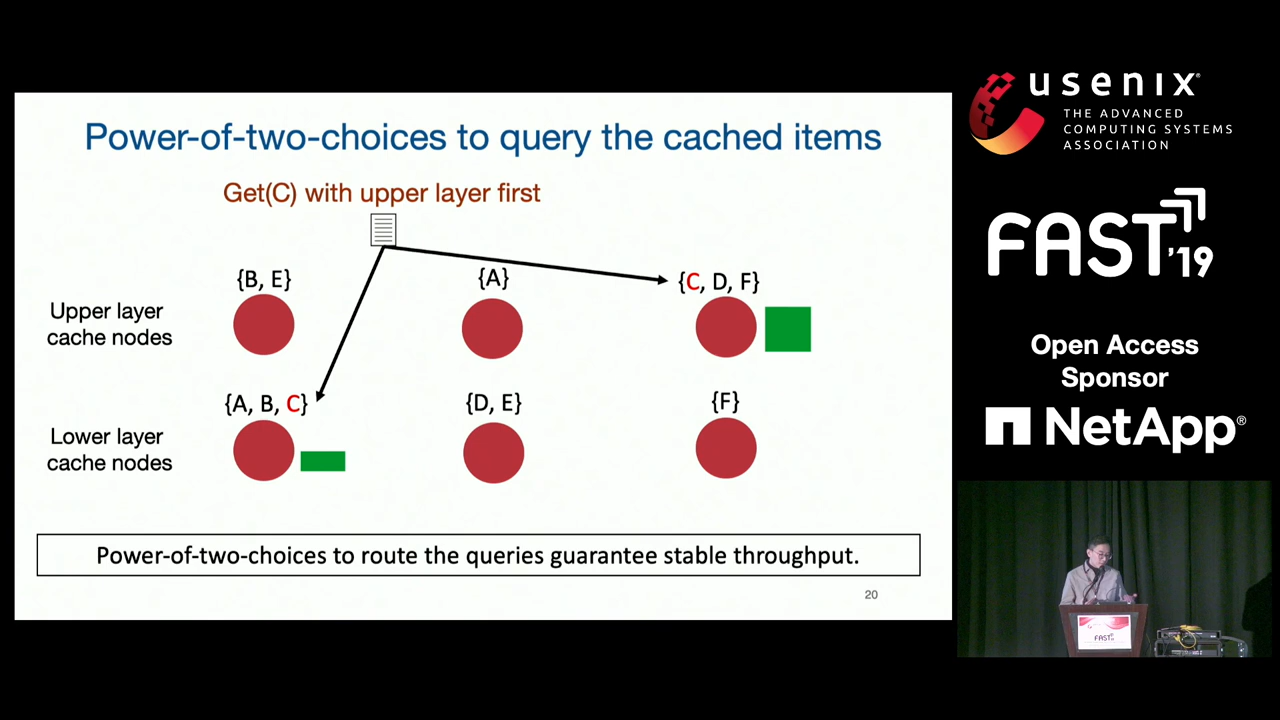 Power-of-two-choices to query the cached items
Get(C) with upper layer first
{B, E}
{A}
{C, D, F}
Upper layer
cache nodes
{A, B, C}
{D, E}
{F}
Lower layer
cache nodes
Power-of-two-choices to route the queries guarantee stable throughput.
20
usenix®
THE ADVANCED
COMPUTING SYSTEMS
ASSOCIATION
FAST '19
Open Access
Sponsor
NetApp®
FAST